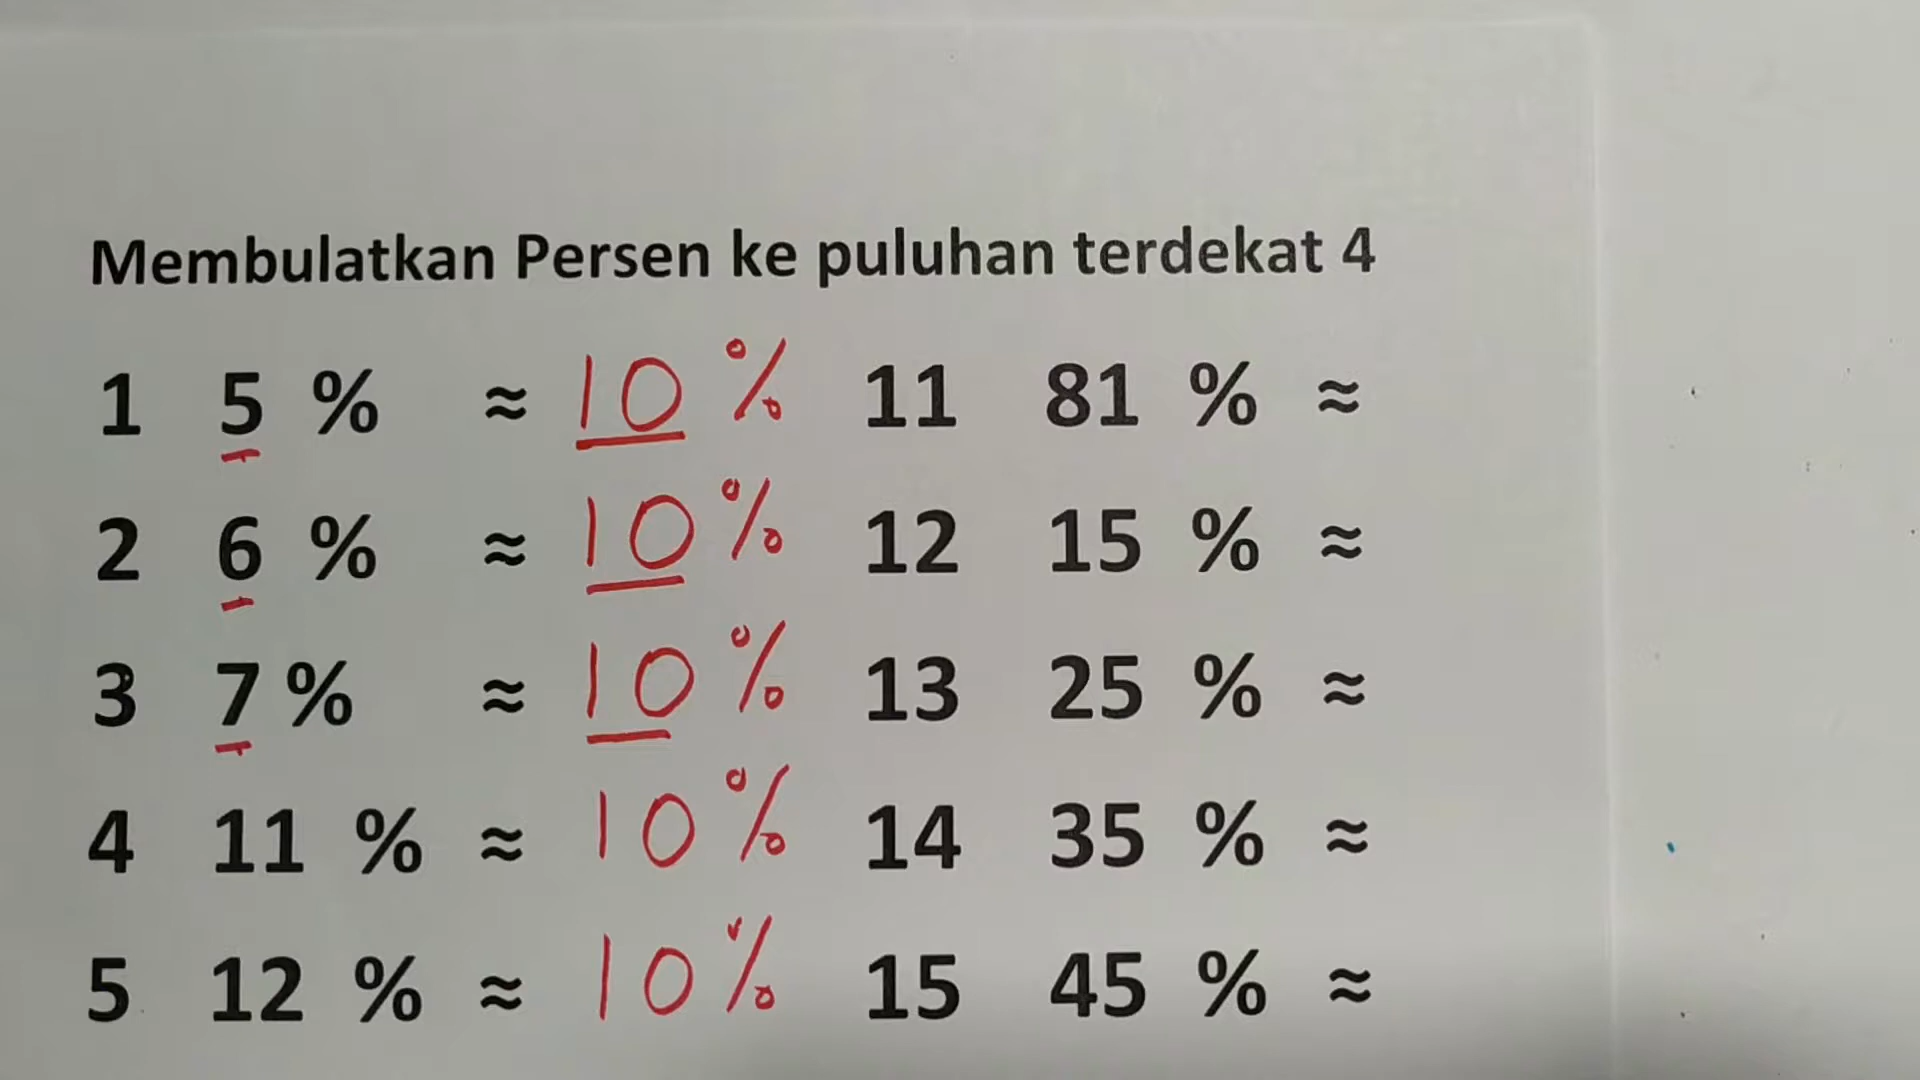 Membulatkan Persen ke puluhan terdekat 4
1 5 % ≈ 10 % 11 81 % ≈
2 6 % ≈ 10 % 12 15 % ≈
3 7 % ≈ 10 % 13 25 % ≈
4 11 % ≈ 10 % 14 35 % ≈
5 12 % ≈ 10 % 15 45 % ≈